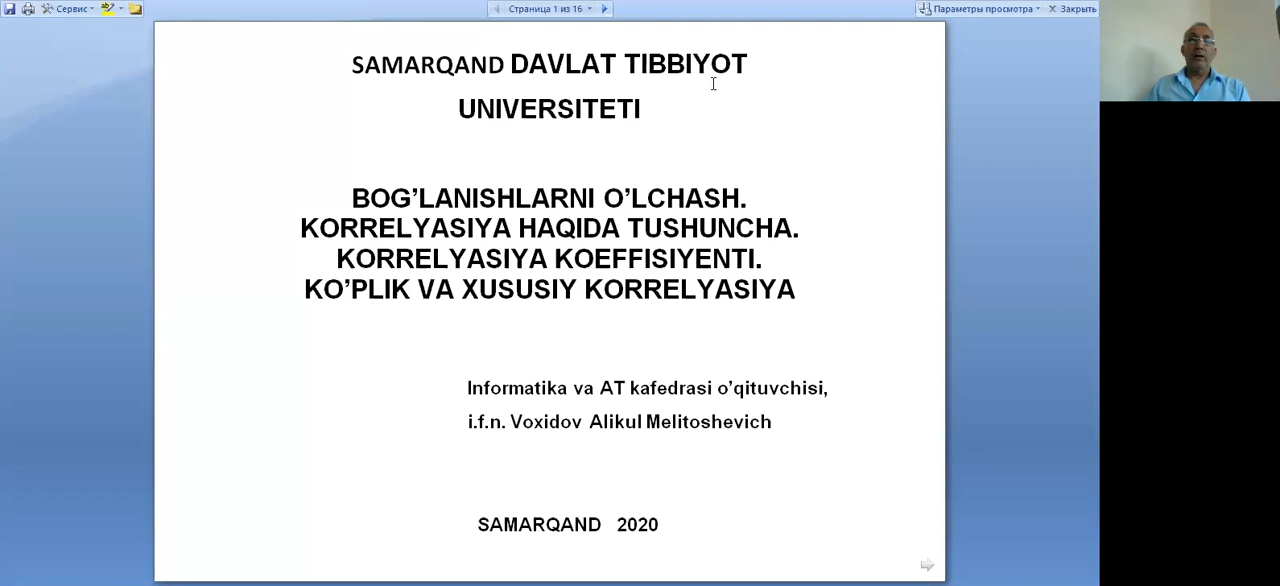 Сервис
Страница 1 из 16
Параметры просмотра
Закрыть
SAMARQAND DAVLAT TIBBIYOT
UNIVERSITETI
BOG’LANISHLARNI O’LCHASH.
KORRELYASIYA HAQIDA TUSHUNCHA.
KORRELYASIYA KOEFFISIYENTI.
KO’PLIK VA XUSUSIY KORRELYASIYA
Informatika va AT kafedrasi o’qituvchisi,
i.f.n. Voxidov Alikul Melitoshevich
SAMARQAND 2020